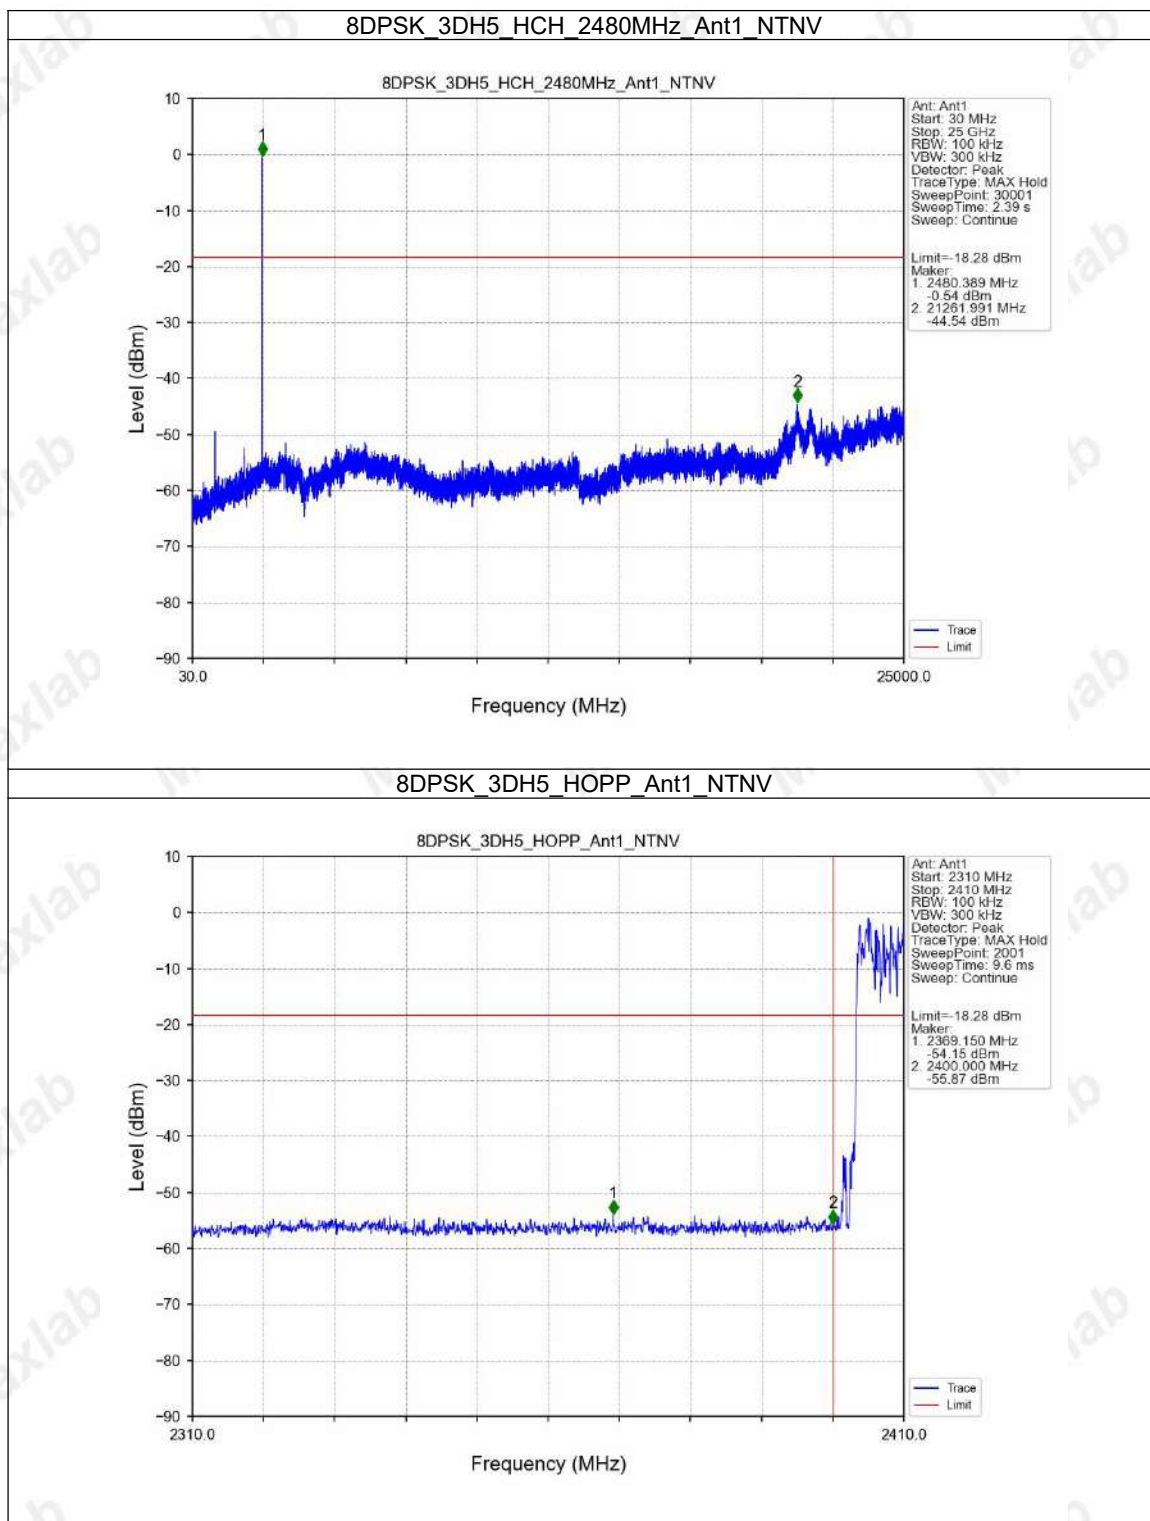 8DPSK_3DH5_HCH_2480MHz_Ant1_NTNV
8DPSK_3DH5_HCH_2480MHz_Ant1_NTNV
10
0
−10
−20
−30
−40
−50
−60
−70
−80
−90
Level (dBm)
1
2
30.0
25000.0
Frequency (MHz)
Ant: Ant1
Start: 30 MHz
Stop: 25 GHz
RBW: 100 kHz
VBW: 300 kHz
Detector: Peak
TraceType: MAX Hold
SweepPoint: 30001
SweepTime: 2.39 s
Sweep: Continue
Limit=-18.28 dBm
Maker:
1. 2480.389 MHz
-0.54 dBm
2. 21261.991 MHz
-44.54 dBm
Trace
Limit
8DPSK_3DH5_HOPP_Ant1_NTNV
8DPSK_3DH5_HOPP_Ant1_NTNV
10
0
−10
−20
−30
−40
−50
−60
−70
−80
−90
Level (dBm)
1
2
2310.0
2410.0
Frequency (MHz)
Ant: Ant1
Start: 2310 MHz
Stop: 2410 MHz
RBW: 100 kHz
VBW: 300 kHz
Detector: Peak
TraceType: MAX Hold
SweepPoint: 2001
SweepTime: 9.6 ms
Sweep: Continue
Limit=-18.28 dBm
Maker:
1. 2369.150 MHz
-54.15 dBm
2. 2400.000 MHz
-55.87 dBm
Trace
Limit